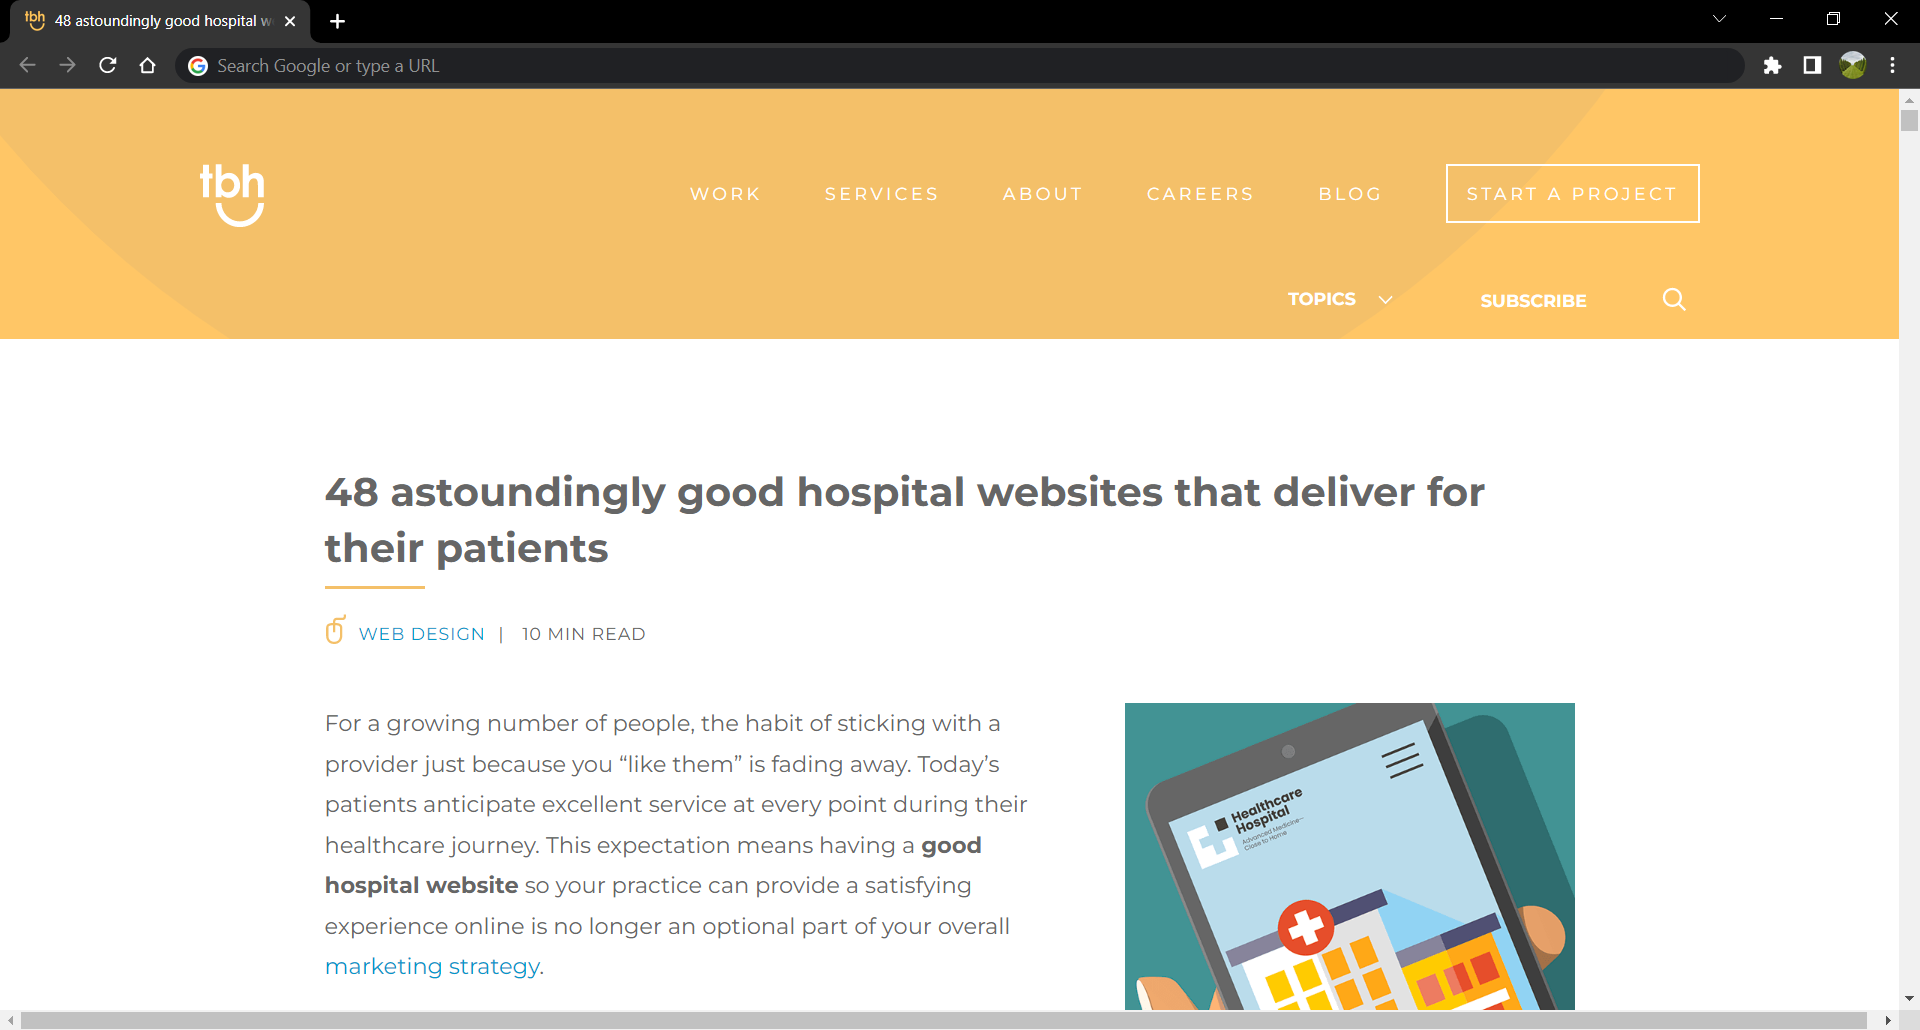 48 astoundingly good hospital w
Search Google or type a URL
tbh
WORK SERVICES ABOUT CAREERS BLOG START A PROJECT
TOPICS SUBSCRIBE
48 astoundingly good hospital websites that deliver for
their patients
WEB DESIGN | 10 MIN READ
For a growing number of people, the habit of sticking with a
provider just because you “like them” is fading away. Today’s
patients anticipate excellent service at every point during their
healthcare journey. This expectation means having a good
hospital website so your practice can provide a satisfying
experience online is no longer an optional part of your overall
marketing strategy.
Healthcare
Hospital
Advanced Medicine—
Close to Home